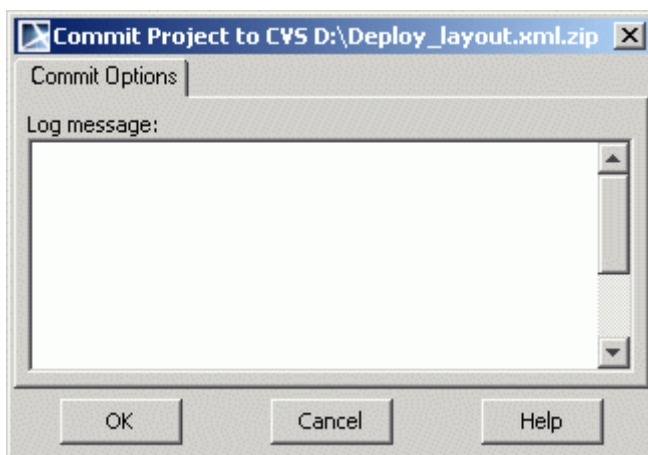 Commit Project to CVS D:\Deploy_layout.xml.zip
Commit Options
Log message:
OK Cancel Help